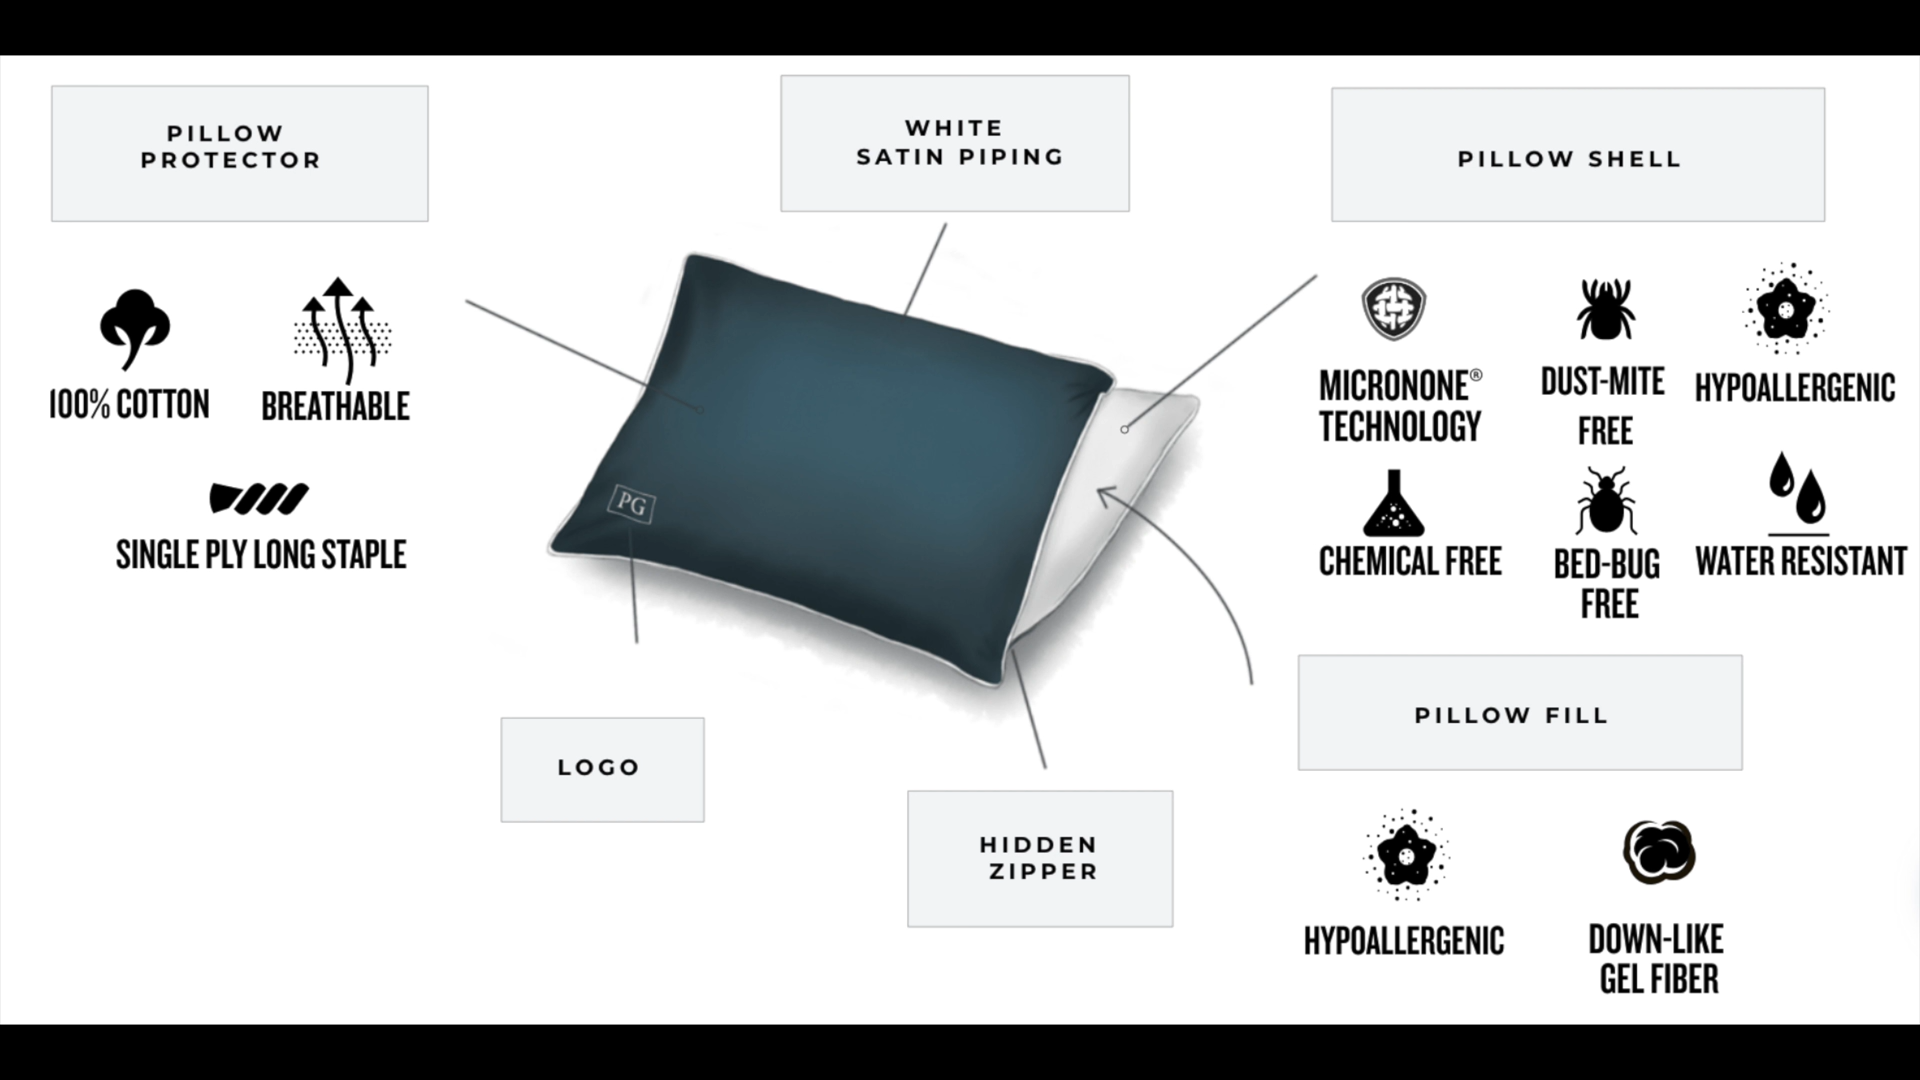 PILLOW
PROTECTOR
100% COTTON
BREATHABLE
SINGLE PLY LONG STAPLE
WHITE
SATIN PIPING
PG
LOGO
HIDDEN
ZIPPER
PILLOW SHELL
MICRONONE®
TECHNOLOGY
DUST-MITE
FREE
HYPOALLERGENIC
CHEMICAL FREE
BED-BUG
FREE
WATER RESISTANT
PILLOW FILL
HYPOALLERGENIC
DOWN-LIKE
GEL FIBER